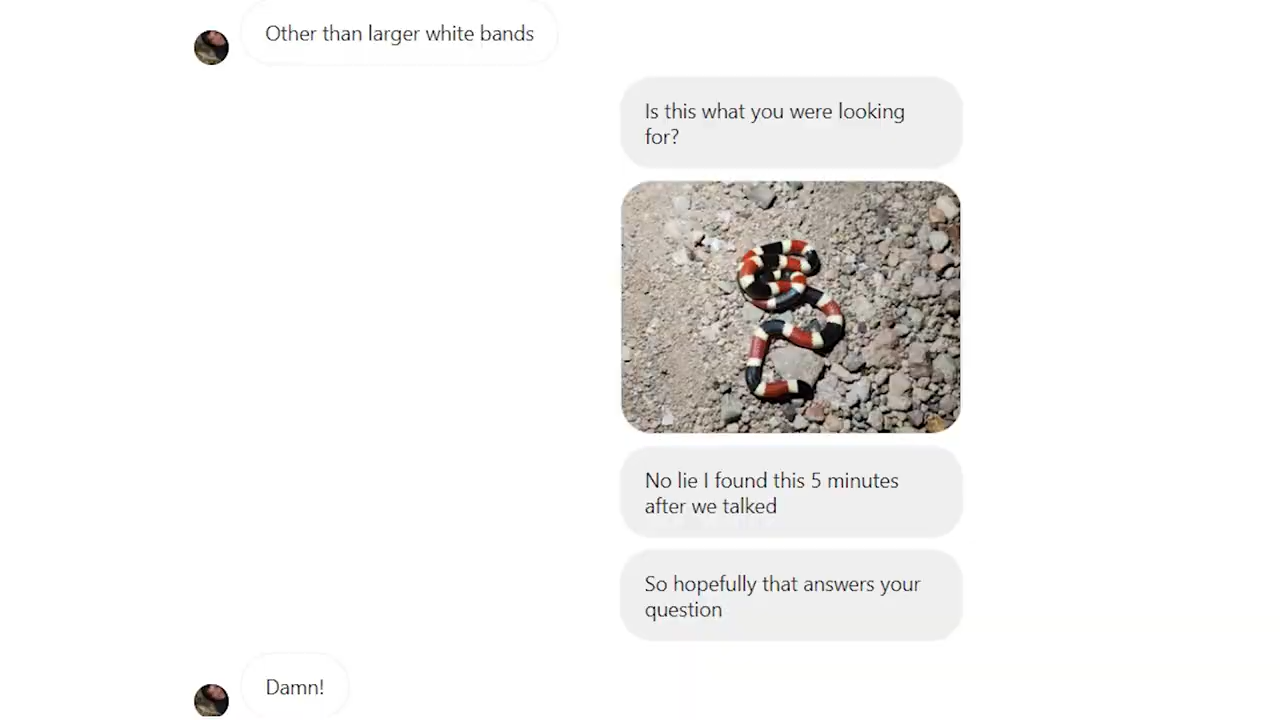 Other than larger white bands
Is this what you were looking
for?
No lie I found this 5 minutes
after we talked
So hopefully that answers your
question
Damn!